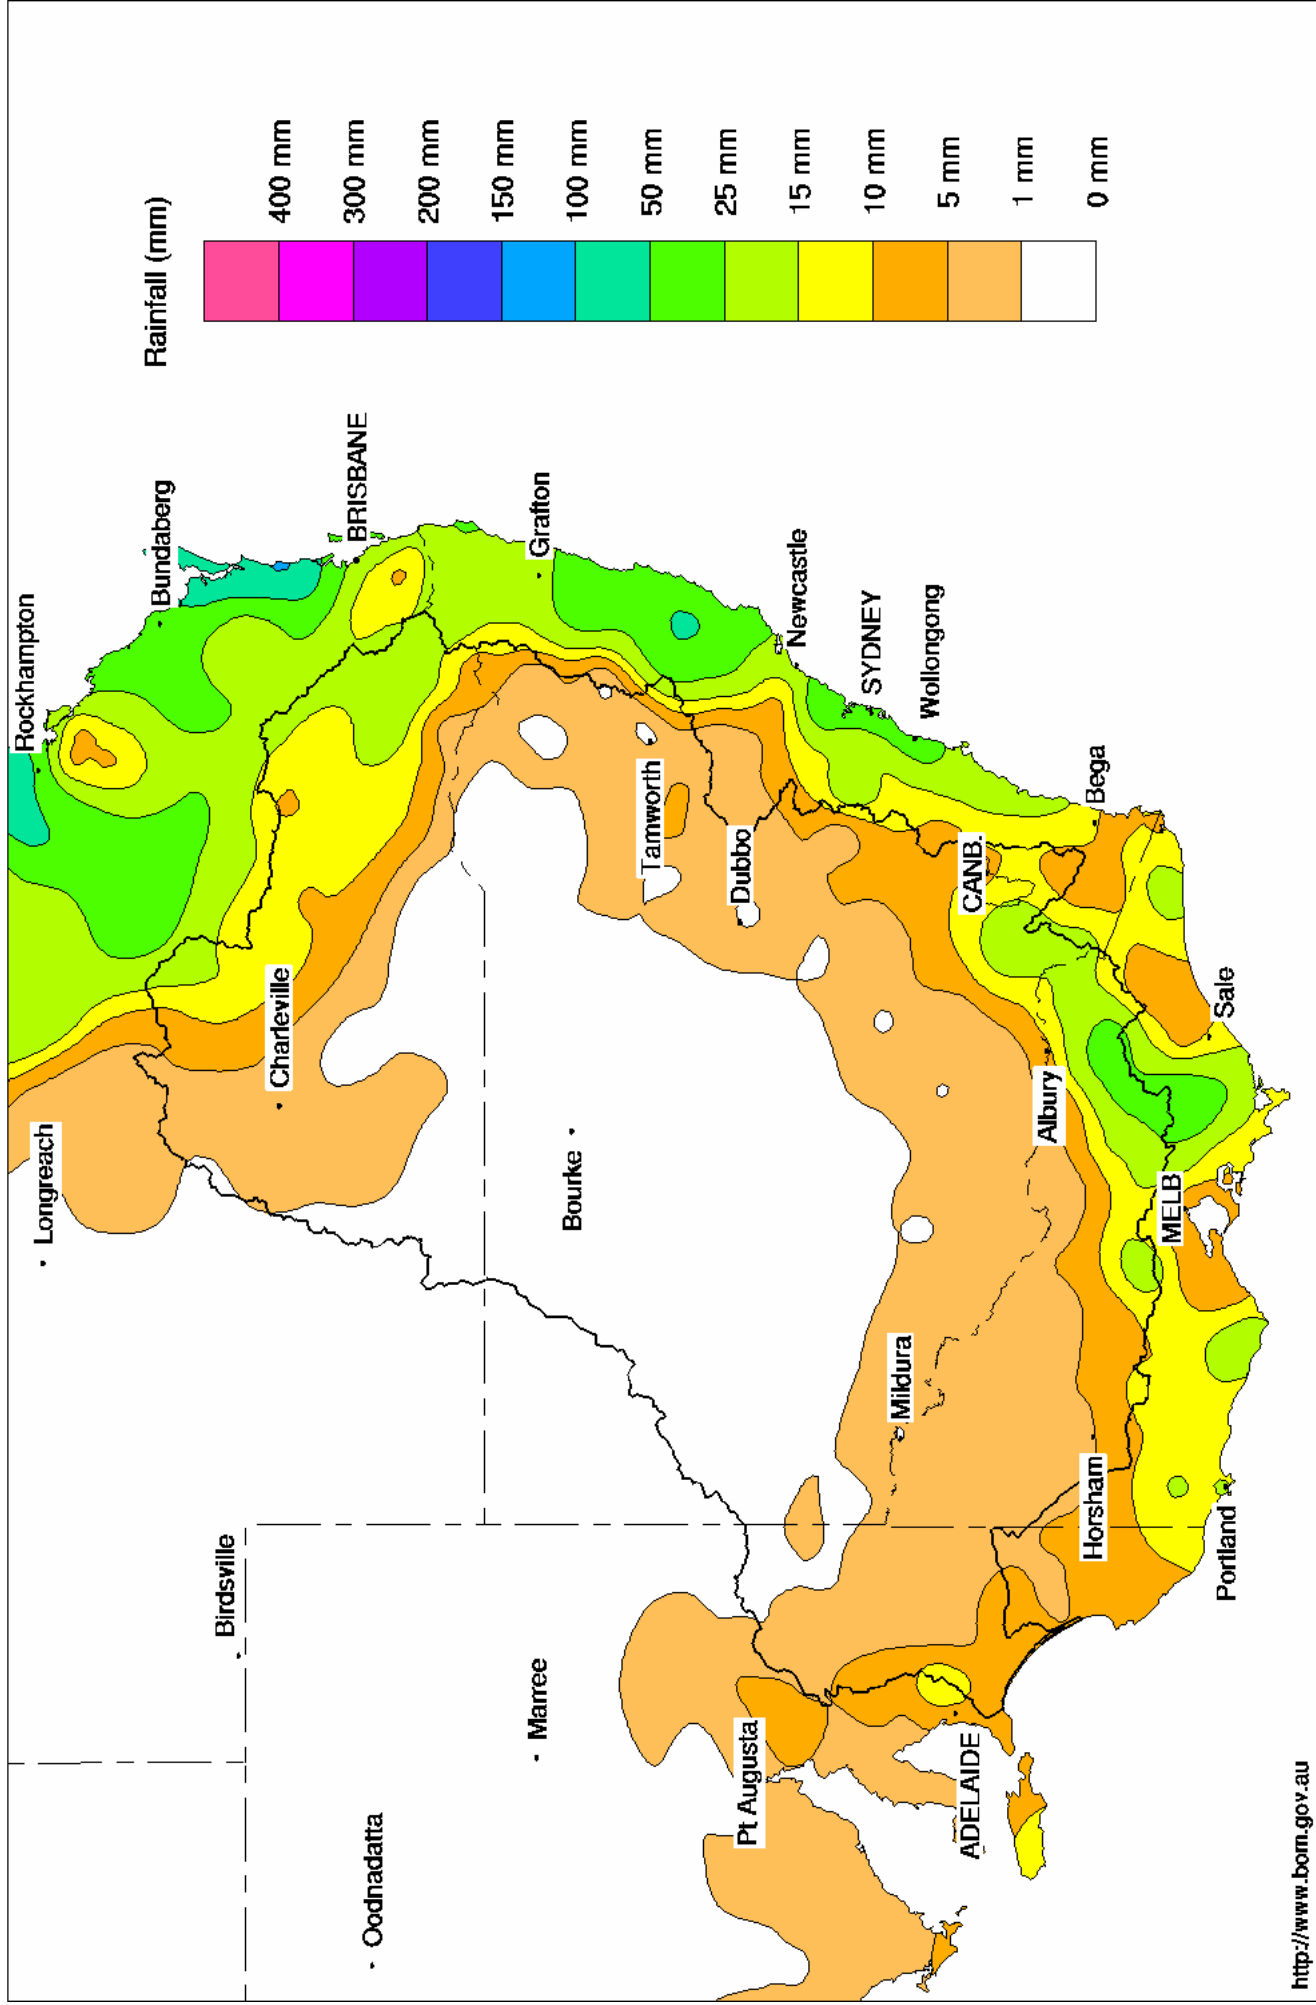 Rainfall (mm)
400 mm
300 mm
200 mm
150 mm
100 mm
50 mm
25 mm
15 mm
10 mm
5 mm
1 mm
0 mm
Longreach
Rockhampton
Bundaberg
Birdsville
Charleville
BRISBANE
Oodnadatta
Marree
Bourke
Grafton
Tamworth
Pt Augusta
Dubbo
Newcastle
Mildura
SYDNEY
ADELAIDE
CANB.
Wollongong
Albury
Horsham
Bega
MELB
Portland
Sale
http://www.bom.gov.au